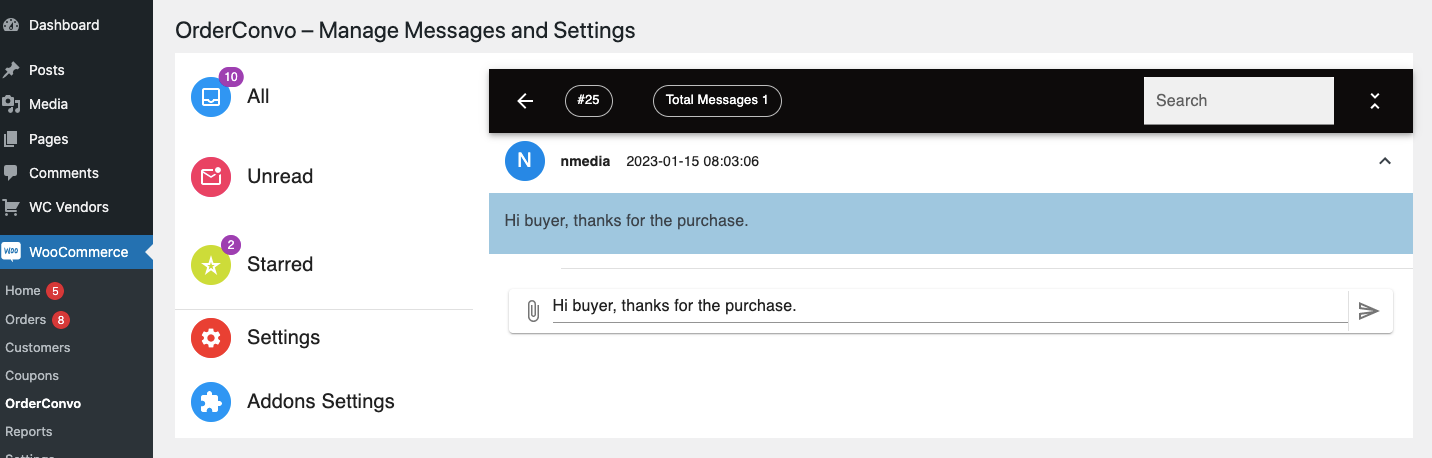 Dashboard
Posts
Media
Pages
Comments
WC Vendors
WOO WooCommerce
Home 5
Orders 8
Customers
Coupons
OrderConvo
Reports
Settings
OrderConvo – Manage Messages and Settings
10
All
Unread
2
Starred
Settings
Addons Settings
#25 Total Messages 1 Search
N nmedia 2023-01-15 08:03:06
Hi buyer, thanks for the purchase.
Hi buyer, thanks for the purchase.